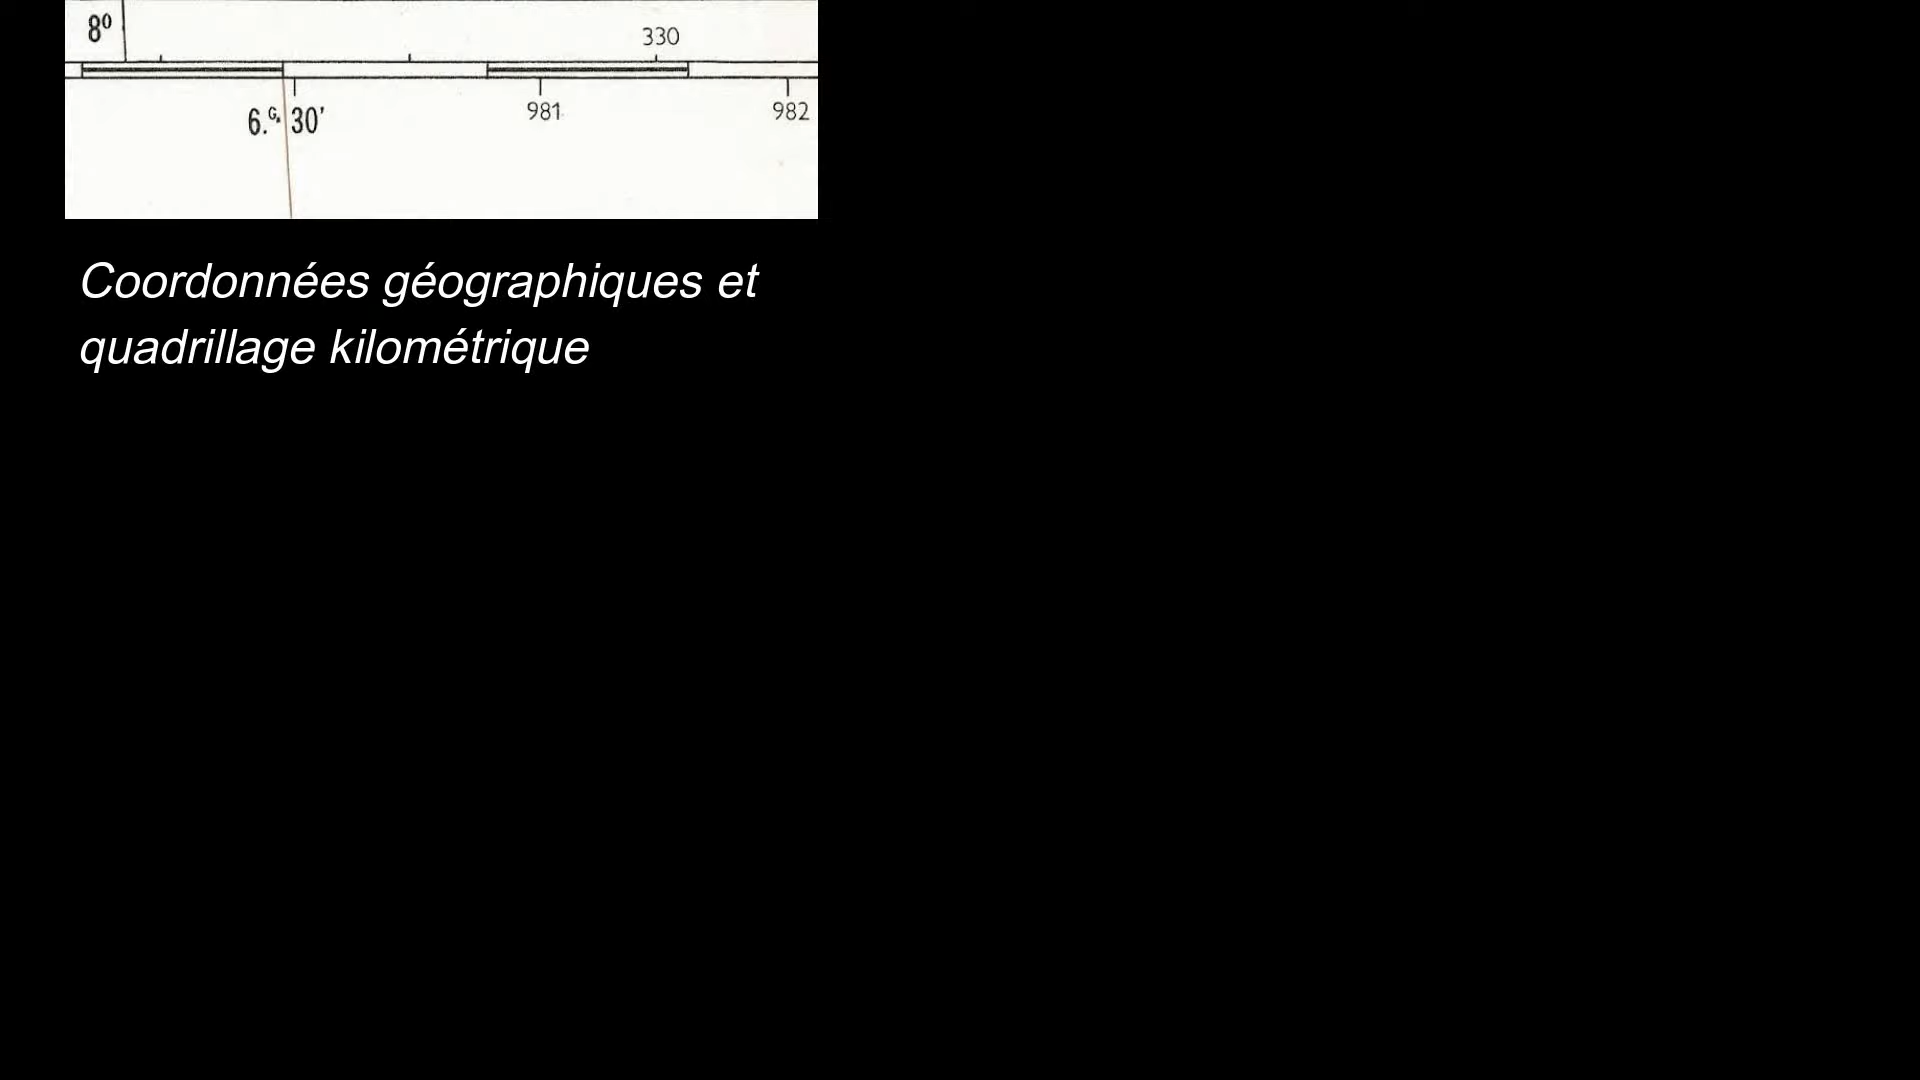 8⁰
330
981
982
6.ᴳ· 30′
Coordonnées géographiques et
quadrillage kilométrique